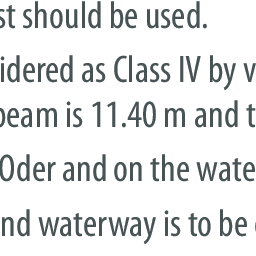 st should be used.
idered as Class IV by v
beam is 11.40 m and t
Oder and on the wate
nd waterway is to be